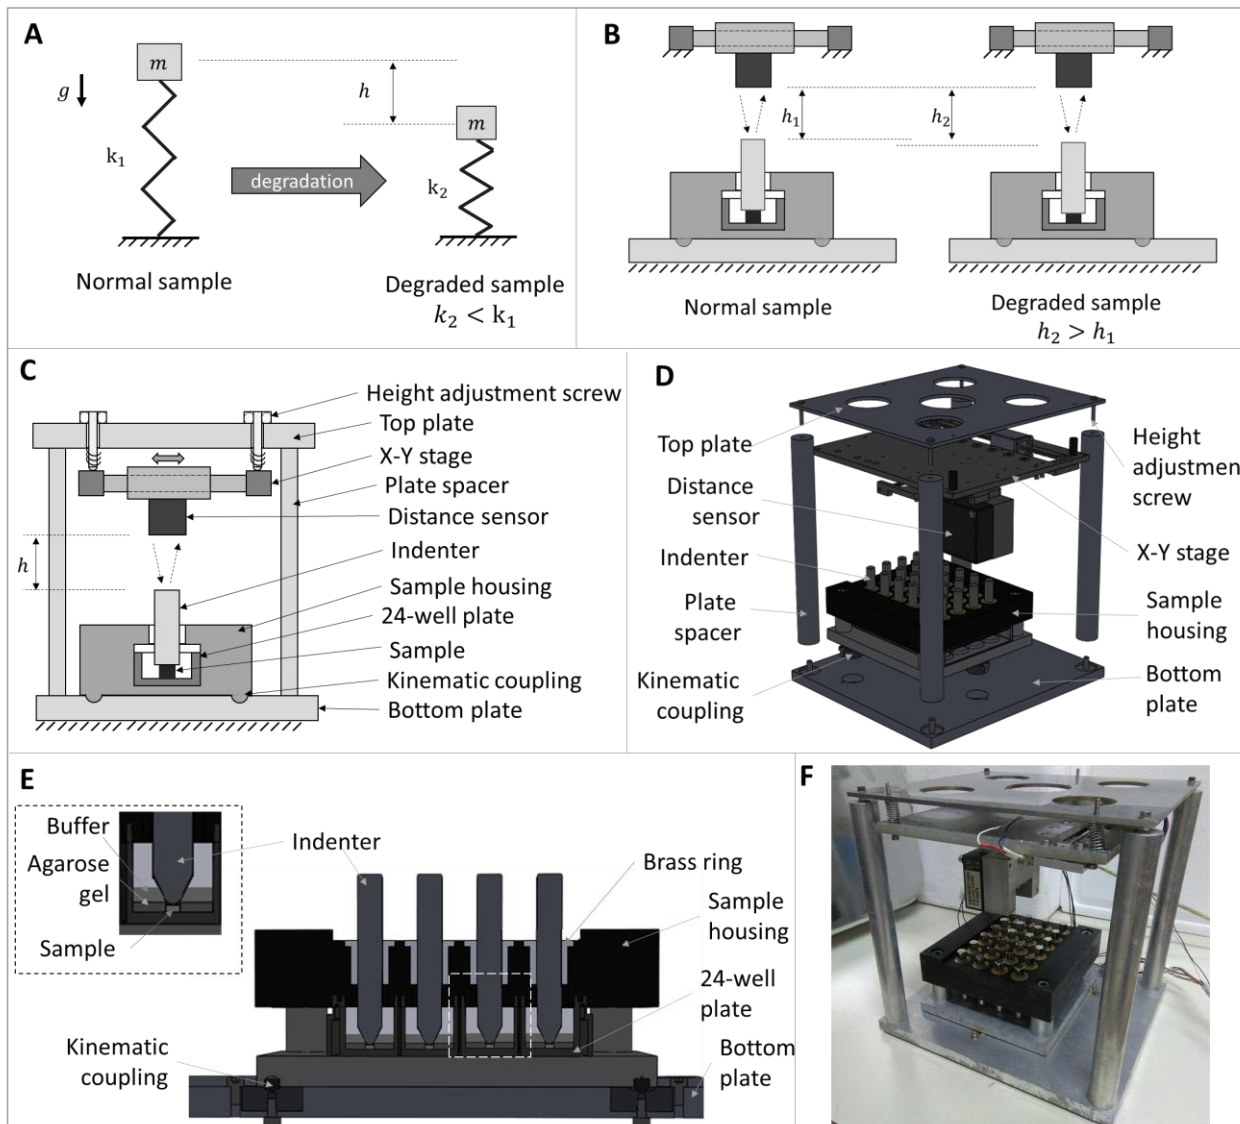 A
m
g
h
m
k₁
degradation
k₂
Normal sample
Degraded sample
k₂ < k₁
B
h₁
h₂
Normal sample
Degraded sample
h₂ > h₁
C
Height adjustment screw
Top plate
X-Y stage
Plate spacer
Distance sensor
h
Indenter
Sample housing
24-well plate
Sample
Kinematic coupling
Bottom plate
D
Top plate
Distance
sensor
Indenter
Plate
spacer
Kinematic
coupling
Height
adjustmen
screw
X-Y stage
Sample
housing
Bottom
plate
E
Buffer
Agarose
gel
Sample
Indenter
Brass ring
Sample
housing
24-well
plate
Kinematic
coupling
Bottom
plate
F